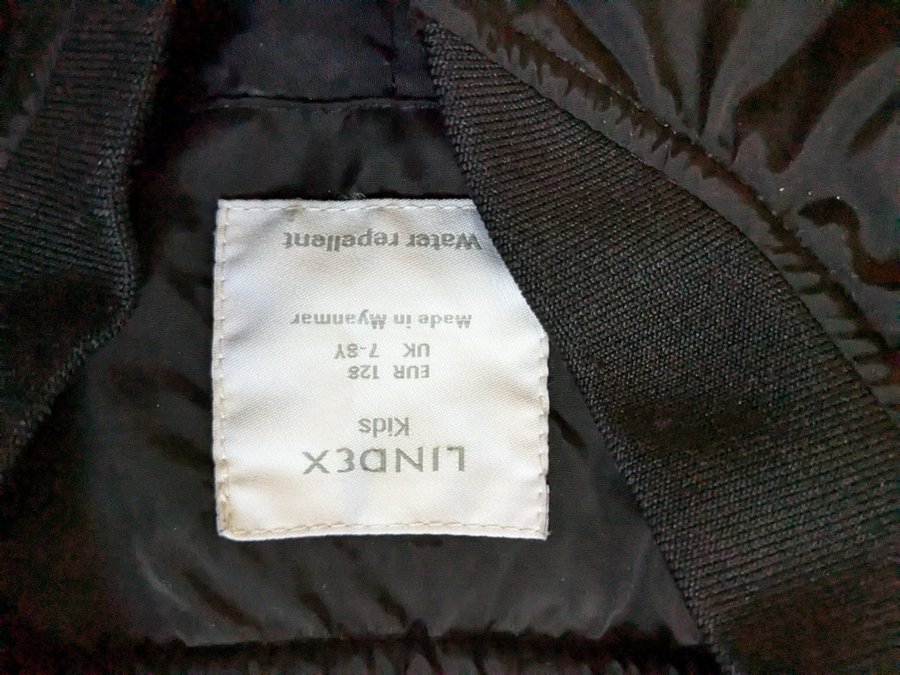 LINDEX
Kids
EUR 128
UK 7-8Y
Made in Myanmar
Water repellent